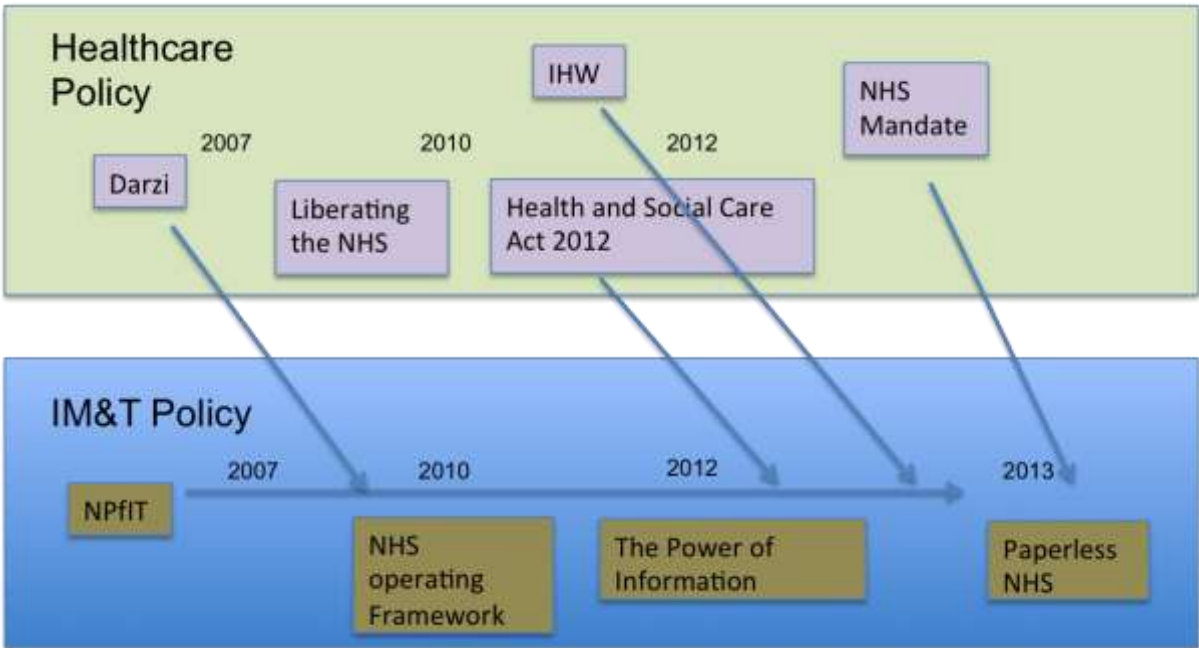 Healthcare
Policy
IHW
NHS
Mandate
2007
2010
2012
Darzi
Liberating
the NHS
Health and Social Care
Act 2012
IM&T Policy
2007
2010
2012
2013
NPfIT
NHS
operating
Framework
The Power of
Information
Paperless
NHS